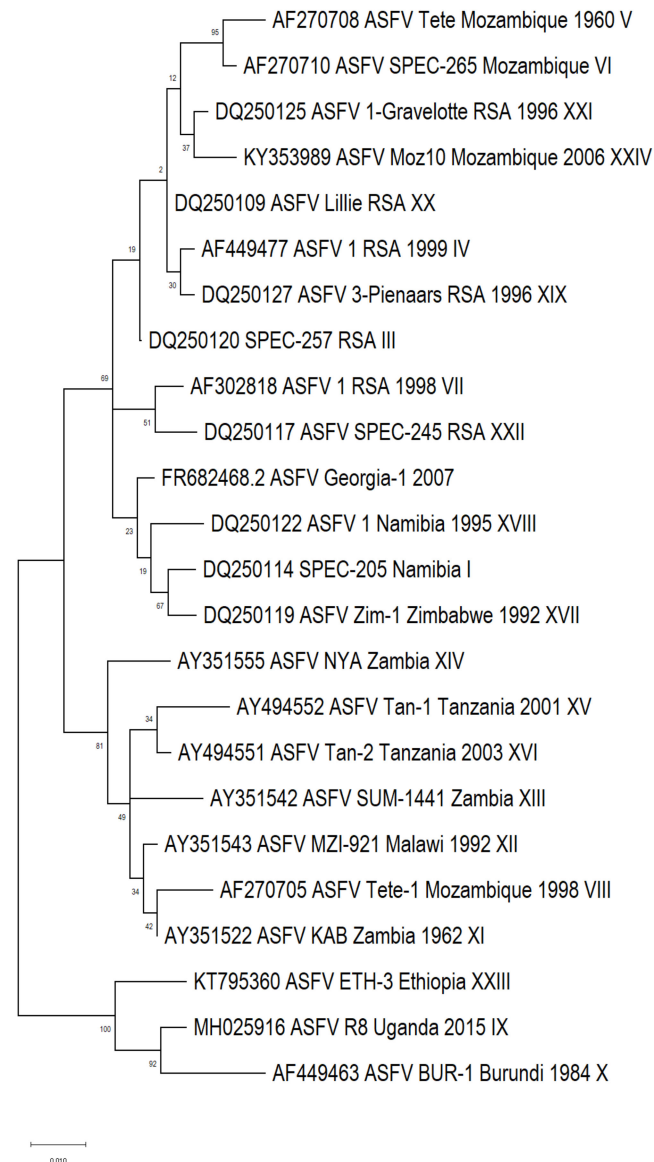 AF270708 ASFV Tete Mozambique 1960 V
95
AF270710 ASFV SPEC-265 Mozambique VI
12
DQ250125 ASFV 1-Gravelotte RSA 1996 XXI
37
KY353989 ASFV Moz10 Mozambique 2006 XXIV
2
DQ250109 ASFV Lillie RSA XX
AF449477 ASFV 1 RSA 1999 IV
19
30
DQ250127 ASFV 3-Pienaars RSA 1996 XIX
DQ250120 SPEC-257 RSA III
69
AF302818 ASFV 1 RSA 1998 VII
51
DQ250117 ASFV SPEC-245 RSA XXII
FR682468.2 ASFV Georgia-1 2007
23
DQ250122 ASFV 1 Namibia 1995 XVIII
19
DQ250114 SPEC-205 Namibia I
67
DQ250119 ASFV Zim-1 Zimbabwe 1992 XVII
AY351555 ASFV NYA Zambia XIV
81
AY494552 ASFV Tan-1 Tanzania 2001 XV
34
AY494551 ASFV Tan-2 Tanzania 2003 XVI
AY351542 ASFV SUM-1441 Zambia XIII
49
AY351543 ASFV MZI-921 Malawi 1992 XII
34
AF270705 ASFV Tete-1 Mozambique 1998 VIII
42
AY351522 ASFV KAB Zambia 1962 XI
KT795360 ASFV ETH-3 Ethiopia XXIII
100
MH025916 ASFV R8 Uganda 2015 IX
92
AF449463 ASFV BUR-1 Burundi 1984 X
0.010